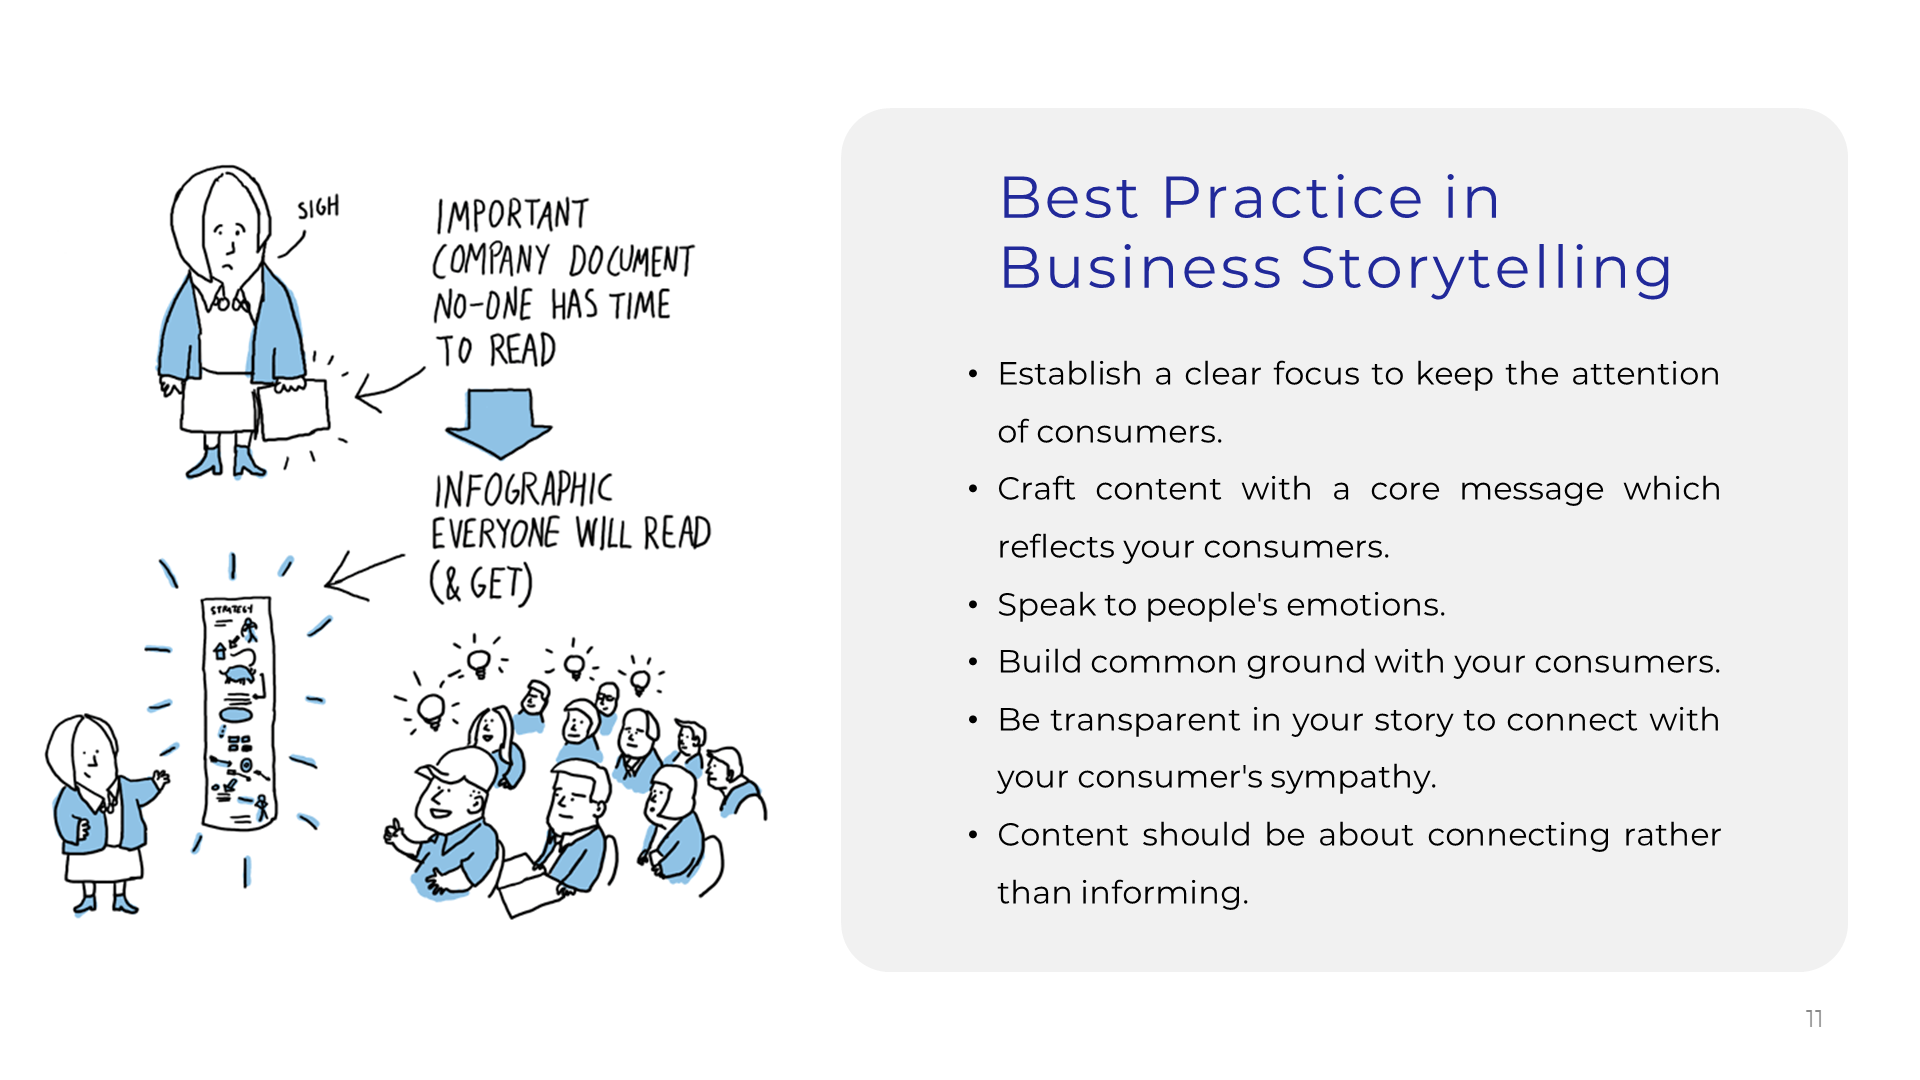 SIGH
IMPORTANT
COMPANY DOCUMENT
NO-ONE HAS TIME
TO READ
INFOGRAPHIC
EVERYONE WILL READ
(& GET)
STRATEGY
Best Practice in
Business Storytelling
• Establish a clear focus to keep the attention
of consumers.
• Craft content with a core message which
reflects your consumers.
• Speak to people's emotions.
• Build common ground with your consumers.
• Be transparent in your story to connect with
your consumer's sympathy.
• Content should be about connecting rather
than informing.
11